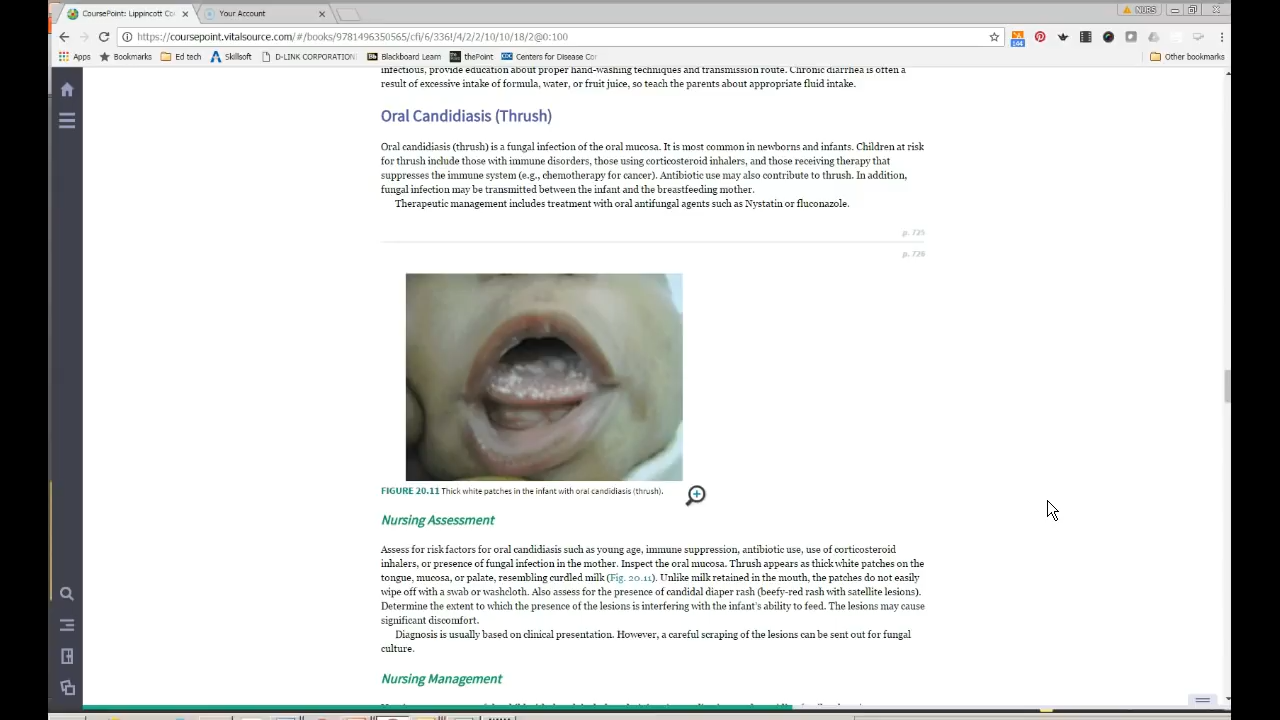 CoursePoint: Lippincott Co
Your Account
NURS
https://coursepoint.vitalsource.com/#/books/9781496350565/cfi/6/336!/4/2/2/10/10/18/2@0:100
144
Apps
Bookmarks
Ed tech
Skillsoft
D-LINK CORPORATION
Blackboard Learn
thePoint
CDC
Centers for Disease Co
Other bookmarks
infectious, provide education about proper hand-washing techniques and transmission route. Chronic diarrhea is often a
result of excessive intake of formula, water, or fruit juice, so teach the parents about appropriate fluid intake.
Oral Candidiasis (Thrush)
Oral candidiasis (thrush) is a fungal infection of the oral mucosa. It is most common in newborns and infants. Children at risk
for thrush include those with immune disorders, those using corticosteroid inhalers, and those receiving therapy that
suppresses the immune system (e.g., chemotherapy for cancer). Antibiotic use may also contribute to thrush. In addition,
fungal infection may be transmitted between the infant and the breastfeeding mother.
Therapeutic management includes treatment with oral antifungal agents such as Nystatin or fluconazole.
p. 725
p. 726
FIGURE 20.11 Thick white patches in the infant with oral candidiasis (thrush).
Nursing Assessment
Assess for risk factors for oral candidiasis such as young age, immune suppression, antibiotic use, use of corticosteroid
inhalers, or presence of fungal infection in the mother. Inspect the oral mucosa. Thrush appears as thick white patches on the
tongue, mucosa, or palate, resembling curdled milk (Fig. 20.11). Unlike milk retained in the mouth, the patches do not easily
wipe off with a swab or washcloth. Also assess for the presence of candidal diaper rash (beefy-red rash with satellite lesions).
Determine the extent to which the presence of the lesions is interfering with the infant's ability to feed. The lesions may cause
significant discomfort.
Diagnosis is usually based on clinical presentation. However, a careful scraping of the lesions can be sent out for fungal
culture.
Nursing Management